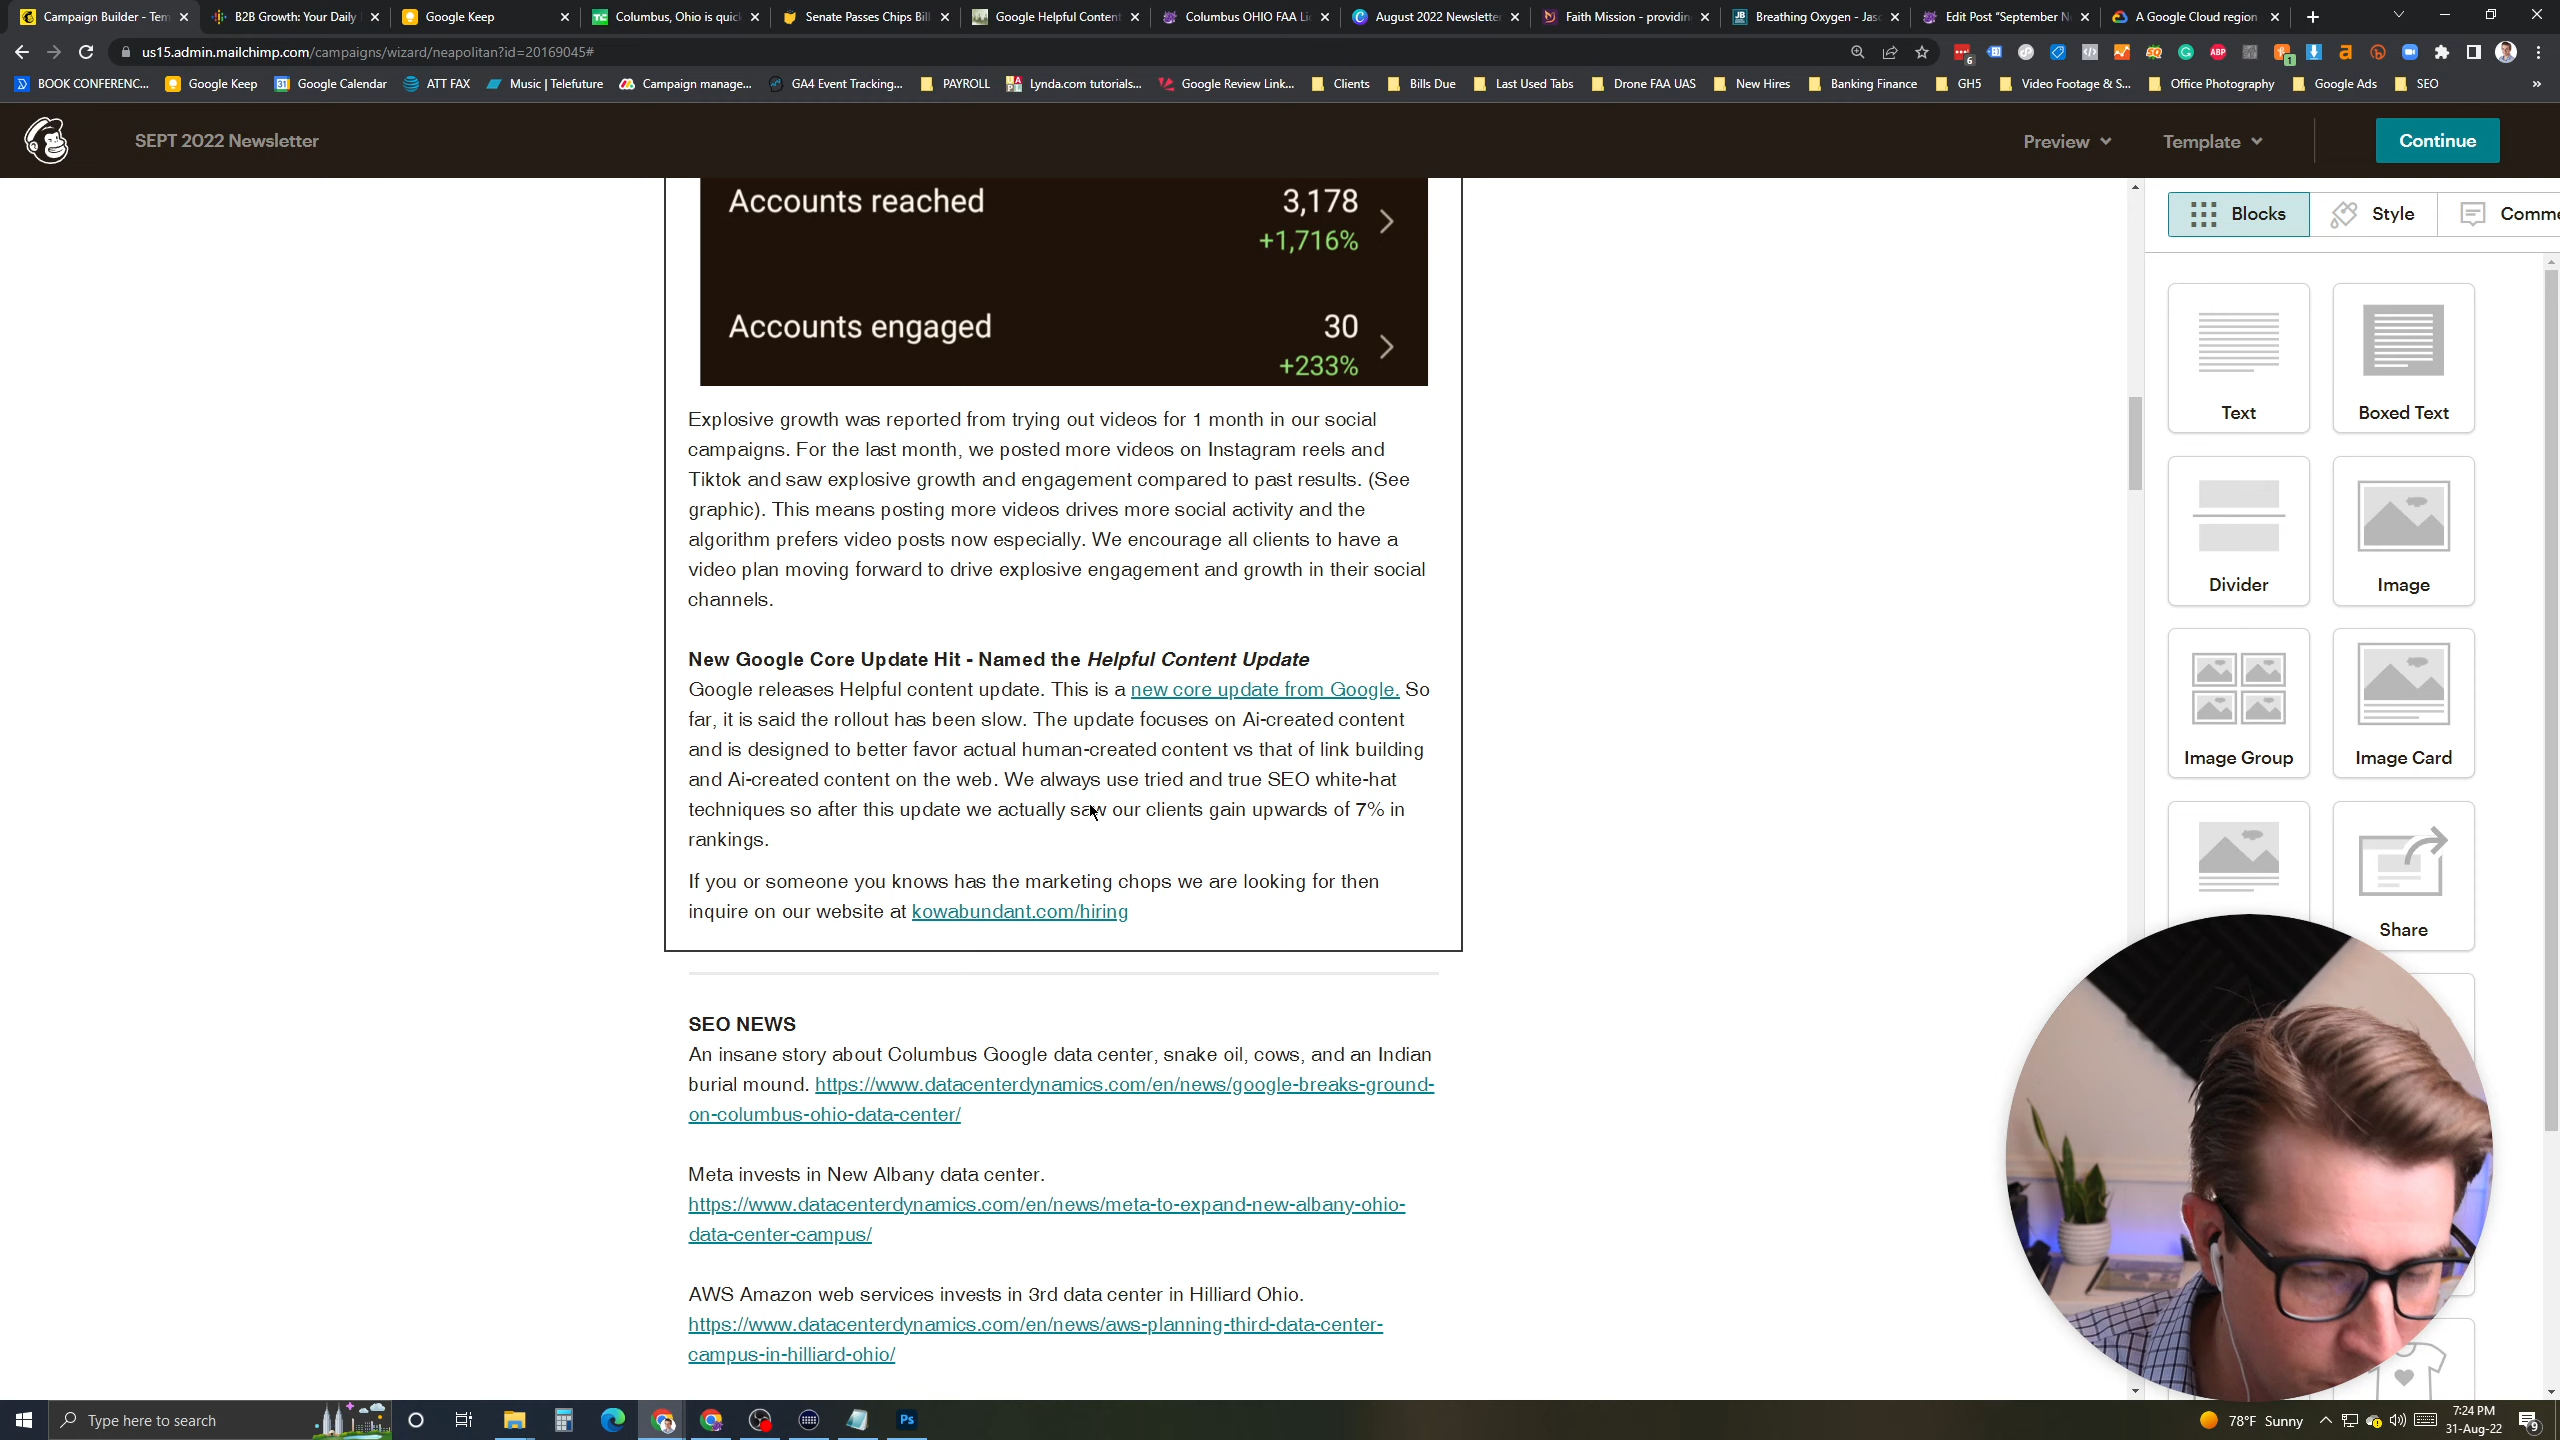 Campaign Builder - Tem
B2B Growth: Your Daily
Google Keep
Columbus, Ohio is quic
Senate Passes Chips Bill
Google Helpful Content
Columbus OHIO FAA Li
August 2022 Newslette
Faith Mission - providin
Breathing Oxygen - Jas
Edit Post "September N
A Google Cloud region
us15.admin.mailchimp.com/campaigns/wizard/neapolitan?id=20169045#
BOOK CONFERENC...
Google Keep
Google Calendar
ATT FAX
Music | Telefuture
Campaign manage...
GA4 Event Tracking...
PAYROLL
Lynda.com tutorials...
Google Review Link...
Clients
Bills Due
Last Used Tabs
Drone FAA UAS
New Hires
Banking Finance
GH5
Video Footage & S...
Office Photography
Google Ads
SEO
»
SEPT 2022 Newsletter
Preview
Template
Continue
Accounts reached 3,178
+1,716%
Accounts engaged 30
+233%
Explosive growth was reported from trying out videos for 1 month in our social
campaigns. For the last month, we posted more videos on Instagram reels and
Tiktok and saw explosive growth and engagement compared to past results. (See
graphic). This means posting more videos drives more social activity and the
algorithm prefers video posts now especially. We encourage all clients to have a
video plan moving forward to drive explosive engagement and growth in their social
channels.
New Google Core Update Hit - Named the Helpful Content Update
Google releases Helpful content update. This is a new core update from Google. So
far, it is said the rollout has been slow. The update focuses on Ai-created content
and is designed to better favor actual human-created content vs that of link building
and Ai-created content on the web. We always use tried and true SEO white-hat
techniques so after this update we actually saw our clients gain upwards of 7% in
rankings.
If you or someone you knows has the marketing chops we are looking for then
inquire on our website at kowabundant.com/hiring
SEO NEWS
An insane story about Columbus Google data center, snake oil, cows, and an Indian
burial mound. https://www.datacenterdynamics.com/en/news/google-breaks-ground-
on-columbus-ohio-data-center/
Meta invests in New Albany data center.
https://www.datacenterdynamics.com/en/news/meta-to-expand-new-albany-ohio-
data-center-campus/
AWS Amazon web services invests in 3rd data center in Hilliard Ohio.
https://www.datacenterdynamics.com/en/news/aws-planning-third-data-center-
campus-in-hilliard-ohio/
Blocks
Style
Comme
Text
Boxed Text
Divider
Image
Image Group
Image Card
Share
Type here to search
Ps
78°F Sunny
7:24 PM
31-Aug-22
9